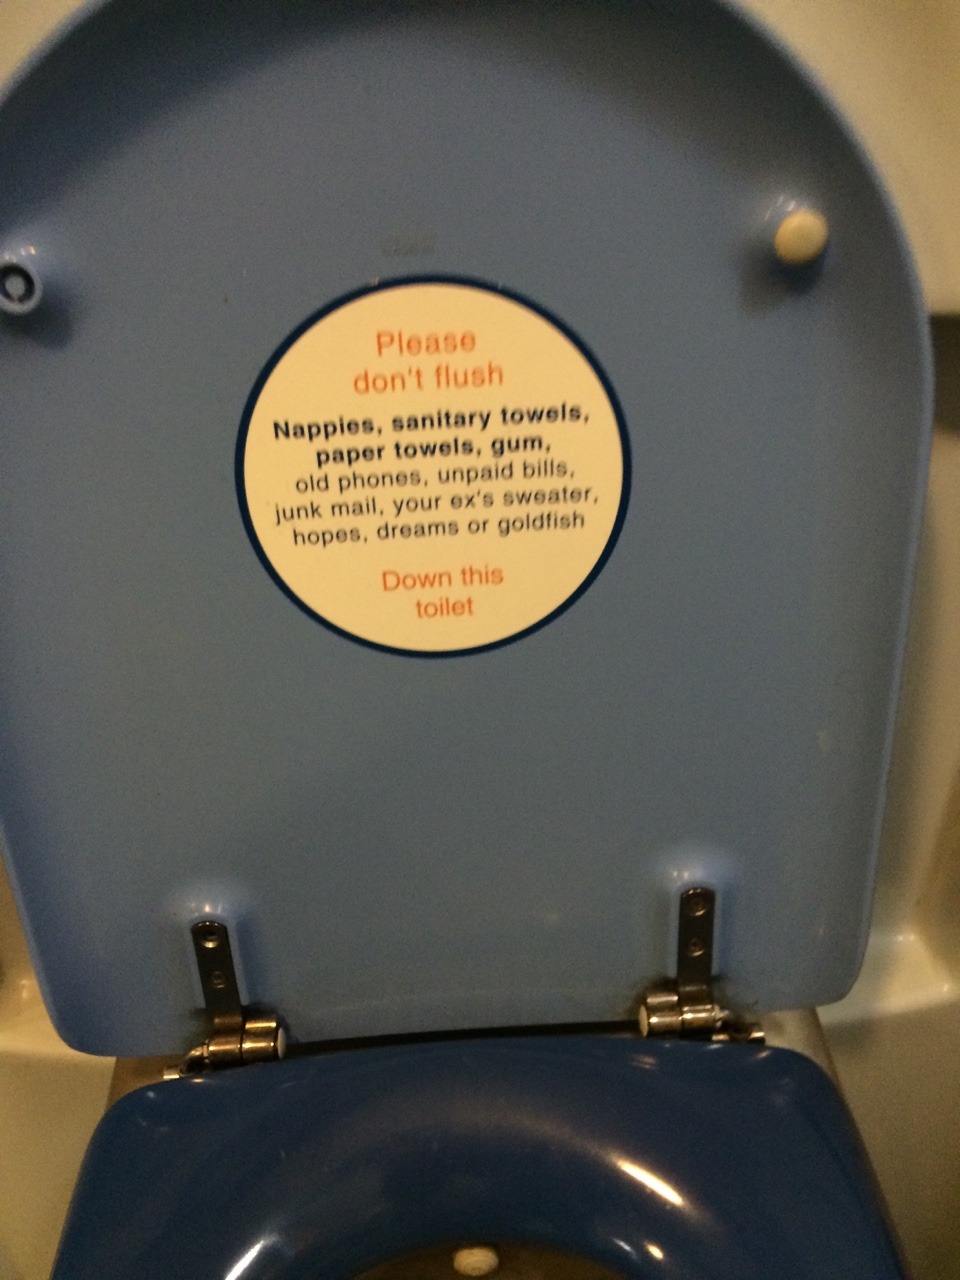 Please
don't flush
Nappies, sanitary towels,
paper towels, gum,
old phones, unpaid bills,
junk mail, your ex's sweater,
hopes, dreams or goldfish
Down this
toilet